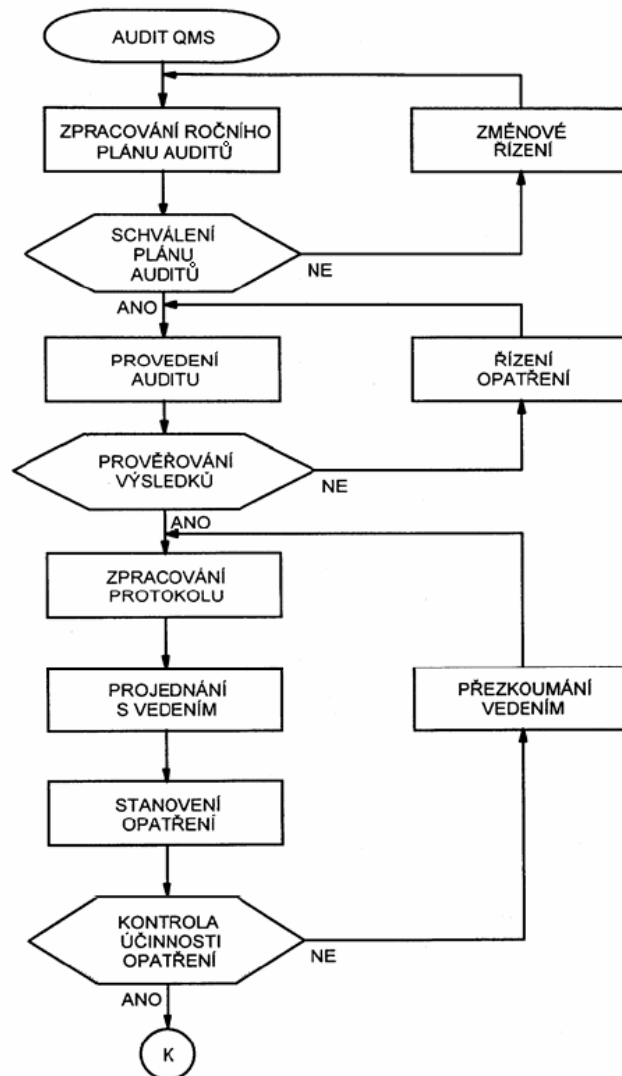 AUDIT QMS
ZPRACOVÁNÍ ROČNÍHO
PLÁNU AUDITŮ
ZMĚNOVÉ
ŘÍZENÍ
SCHVÁLENÍ
PLÁNU
AUDITŮ
NE
ANO
PROVEDENÍ
AUDITU
ŘÍZENÍ
OPATŘENÍ
PROVĚŘOVÁNÍ
VÝSLEDKŮ
NE
ANO
ZPRACOVÁNÍ
PROTOKOLU
PROJEDNÁNÍ
S VEDENÍM
PŘEZKOUMÁNÍ
VEDENÍM
STANOVENÍ
OPATŘENÍ
KONTROLA
ÚČINNOSTI
OPATŘENÍ
NE
ANO
K